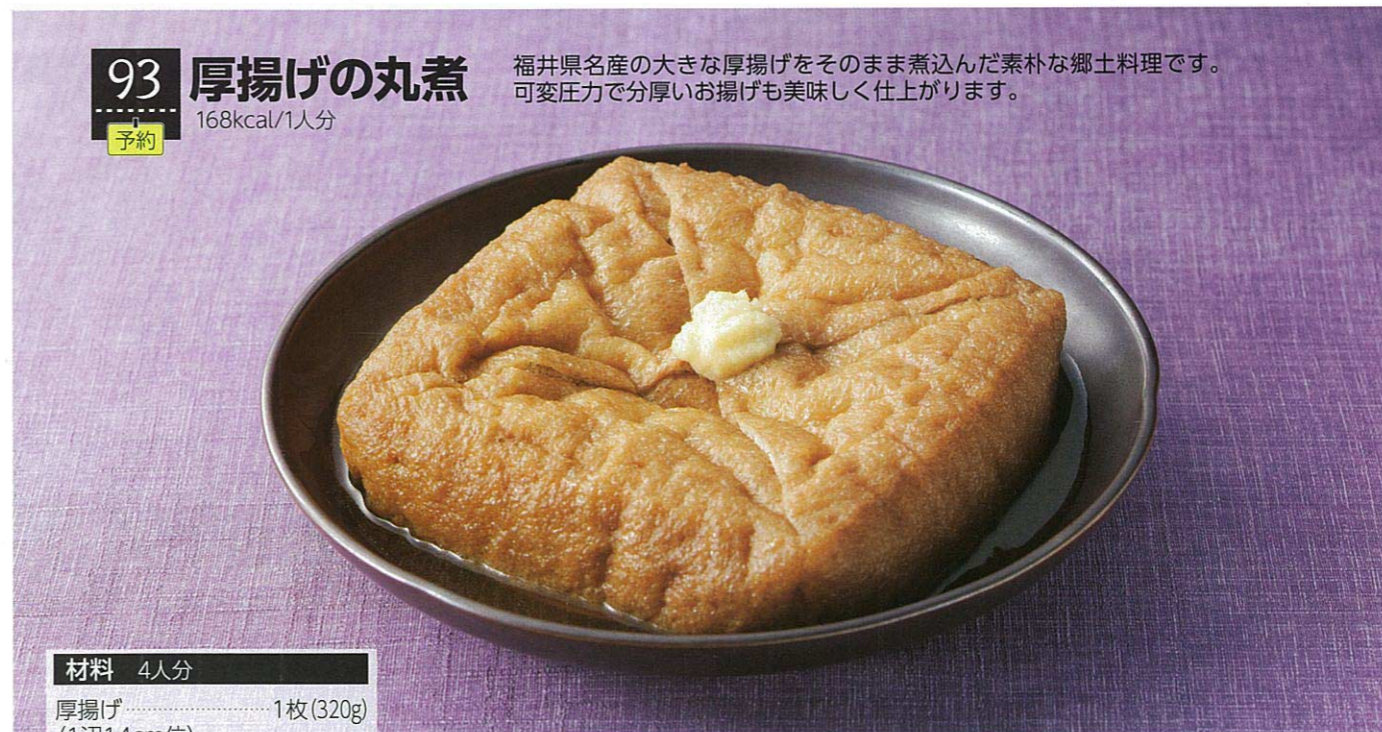 93
厚揚げの丸煮
予約
168kcal/1人分
福井県名産の大きな厚揚げをそのまま煮込んだ素朴な郷土料理です。
可変圧力で分厚いお揚げも美味しく仕上がります。
材料 4人分
厚揚げ 1枚(320g)